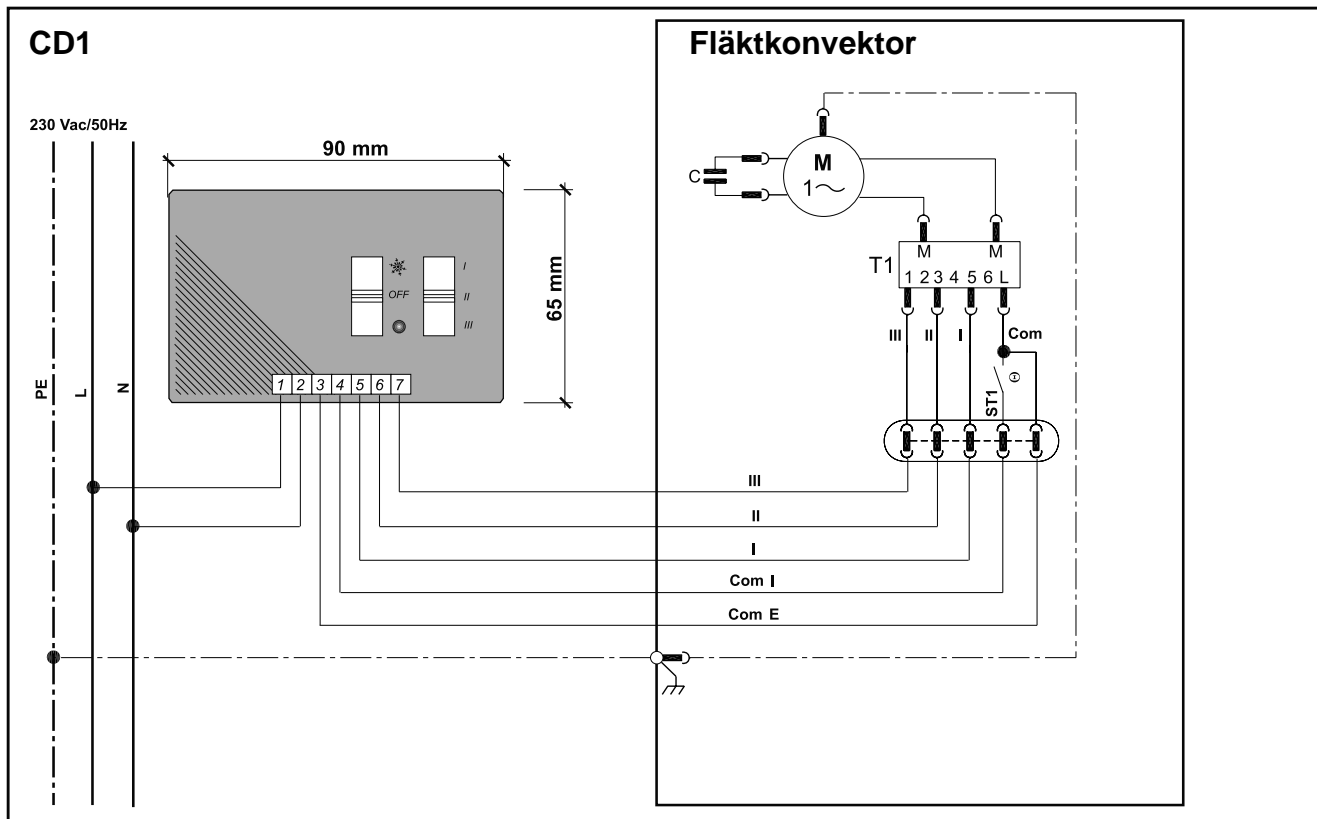 CD1
Fläktkonvektor
230 Vac/50Hz
90 mm
65 mm
I
OFF
II
III
1 2 3 4 5 6 7
PE
L
N
C
M
1~
M M
T1
1 2 3 4 5 6 L
III II I Com
Θ
ST1
III
II
I
Com I
Com E